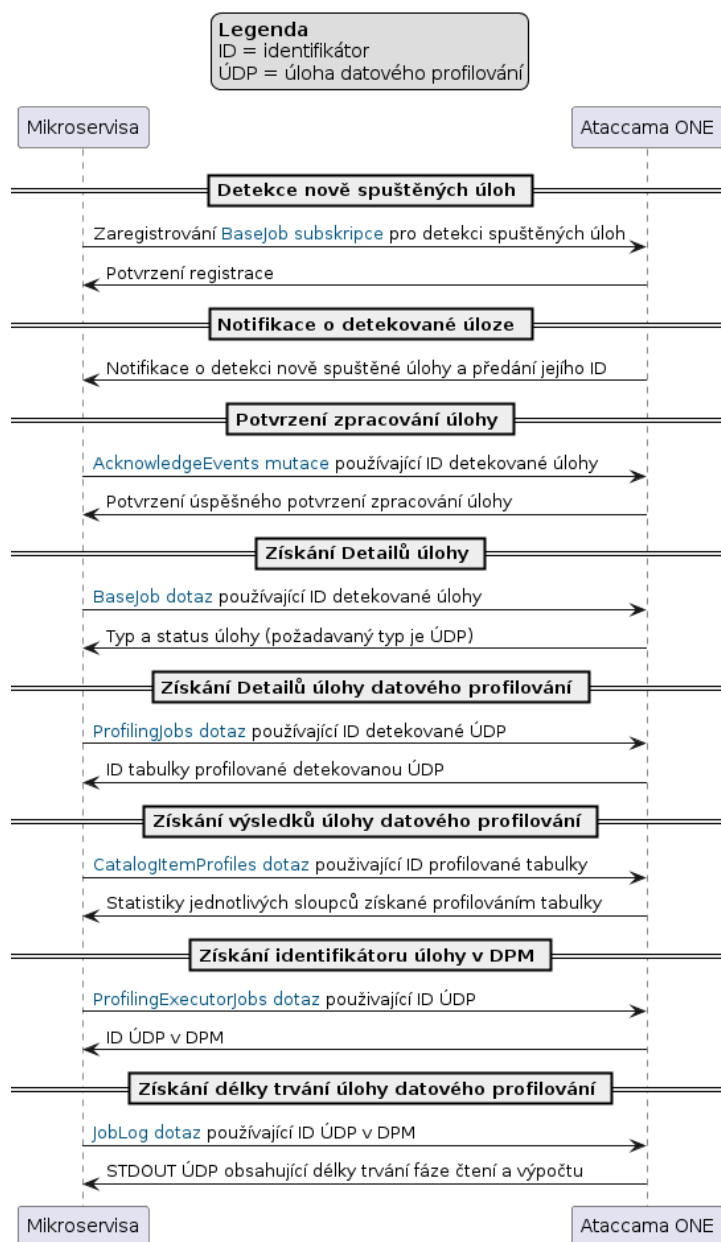 Legenda
ID = identifikátor
ÚDP = úloha datového profilování
Mikroservisa
Ataccama ONE
Detekce nově spuštěných úloh
Zaregistrování BaseJob subskripce pro detekci spuštěných úloh
Potvrzení registrace
Notifikace o detekované úloze
Notifikace o detekci nově spuštěné úlohy a předání jejího ID
Potvrzení zpracování úlohy
AcknowledgeEvents mutace používající ID detekované úlohy
Potvrzení úspěšného potvrzení zpracování úlohy
Získání Detailů úlohy
BaseJob dotaz používající ID detekované úlohy
Typ a status úlohy (požadavaný typ je ÚDP)
Získání Detailů úlohy datového profilování
ProfilingJobs dotaz používající ID detekované ÚDP
ID tabulky profilované detekovanou ÚDP
Získání výsledků úlohy datového profilování
CatalogItemProfiles dotaz použivající ID profilované tabulky
Statistiky jednotlivých sloupců získané profilováním tabulky
Získání identifikátoru úlohy v DPM
ProfilingExecutorJobs dotaz použivající ID ÚDP
ID ÚDP v DPM
Získání délky trvání úlohy datového profilování
JobLog dotaz používající ID ÚDP v DPM
STDOUT ÚDP obsahující délky trvání fáze čtení a výpočtu
Mikroservisa
Ataccama ONE